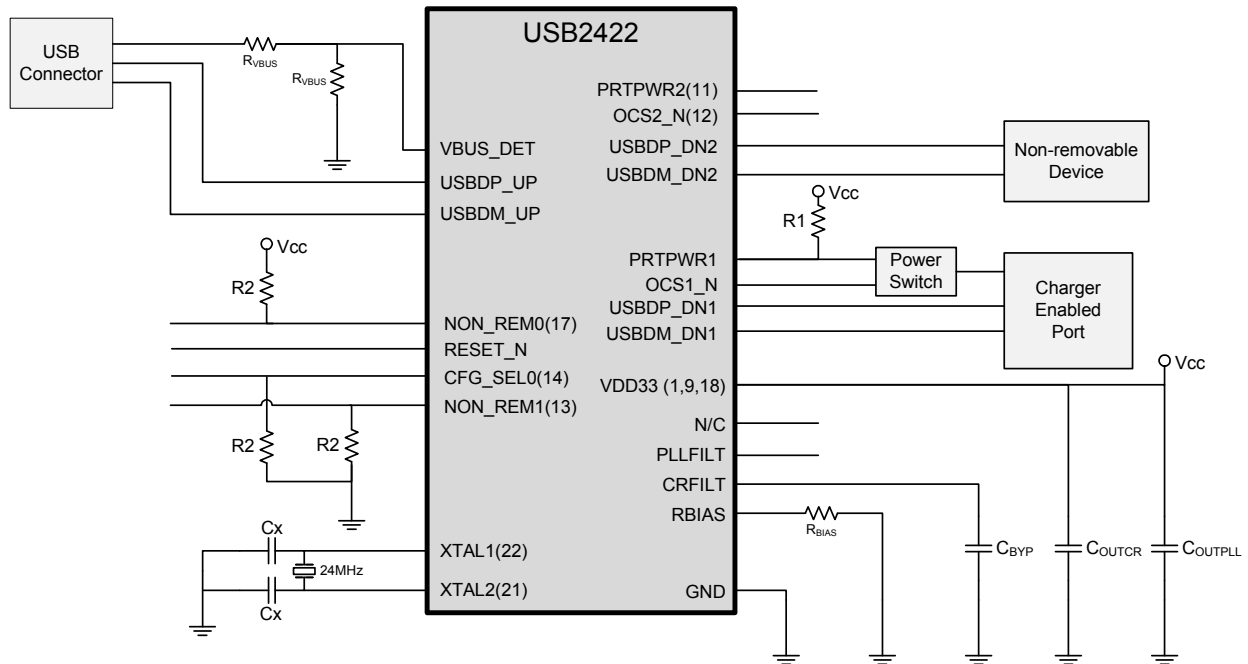 USB2422
USB
Connector
RVBUS
RVBUS
VBUS_DET
USBDP_UP
USBDM_UP
Vcc
R2
NON_REM0(17)
RESET_N
CFG_SEL0(14)
NON_REM1(13)
R2
R2
Cx
24MHz
Cx
XTAL1(22)
XTAL2(21)
PRTPWR2(11)
OCS2_N(12)
USBDP_DN2
USBDM_DN2
Non-removable
Device
Vcc
R1
PRTPWR1
OCS1_N
USBDP_DN1
USBDM_DN1
Power
Switch
Charger
Enabled
Port
VDD33 (1,9,18)
Vcc
N/C
PLLFILT
CRFILT
RBIAS
RBIAS
GND
CBYP
COUTCR
COUTPLL